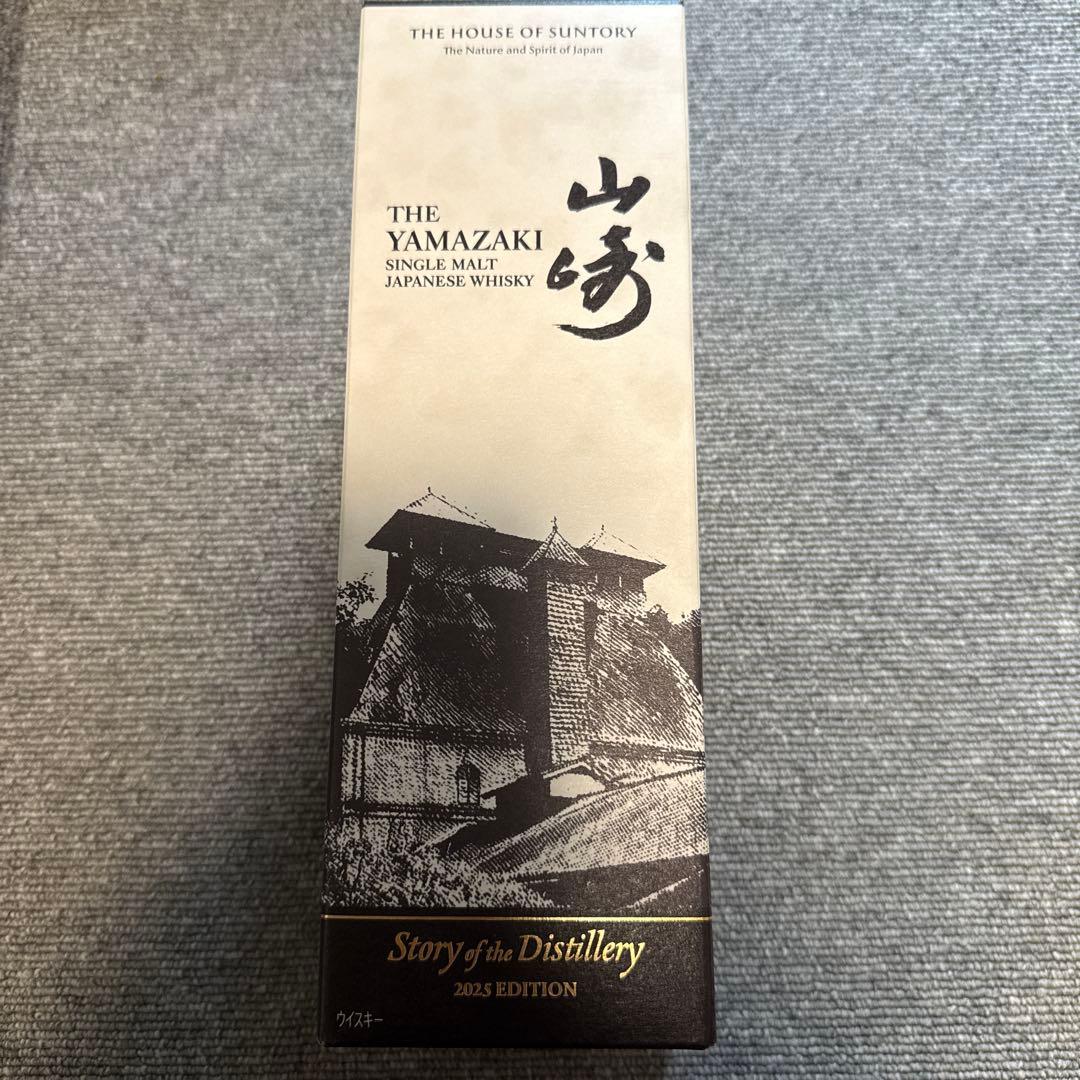 THE HOUSE OF SUNTORY
The Nature and Spirit of Japan
山崎
THE
YAMAZAKI
SINGLE MALT
JAPANESE WHISKY
Story of the Distillery
2025 EDITION
ウイスキー